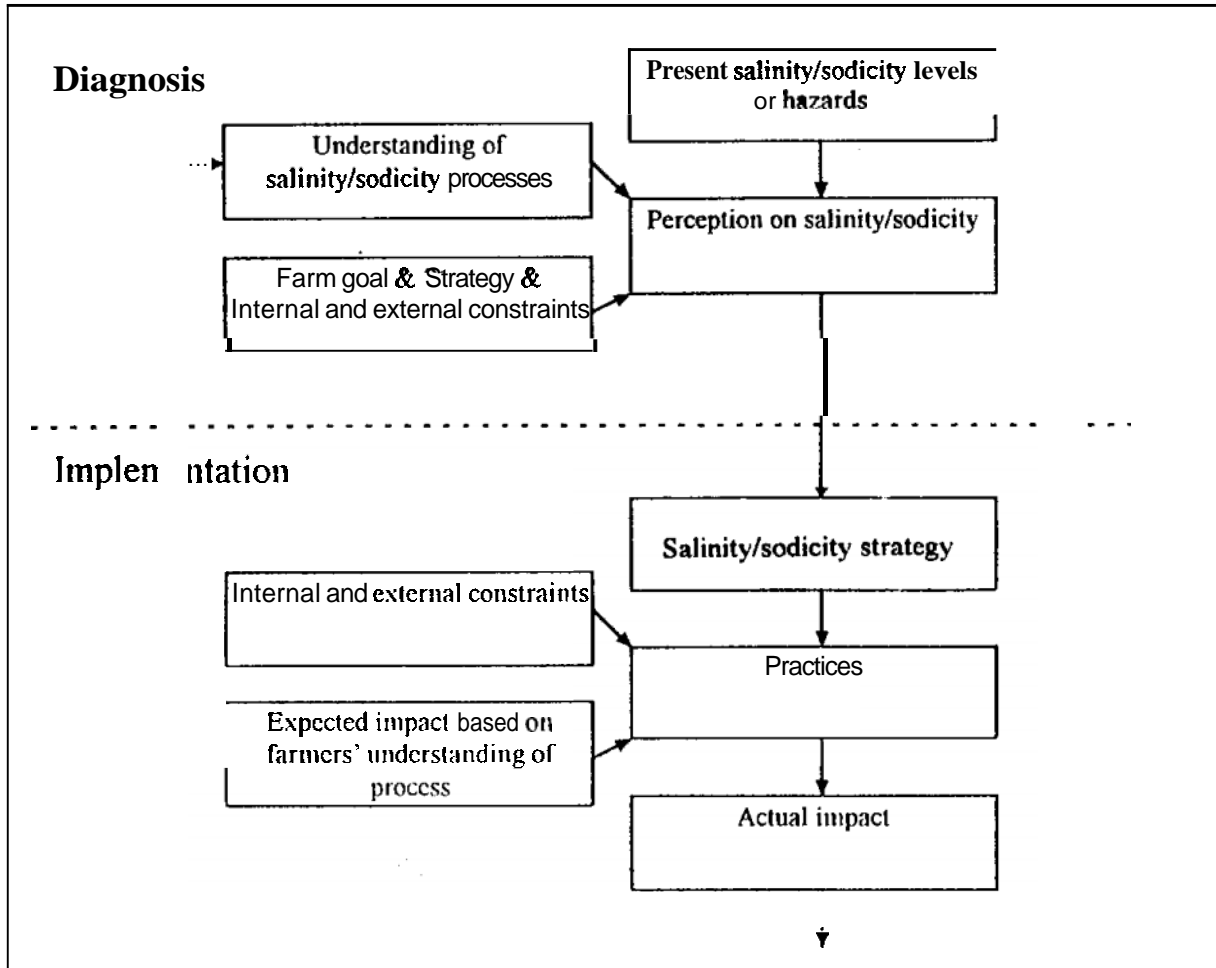 Diagnosis
Present salinity/sodicity levels
or hazards
Understanding of
salinity/sodicity processes
Perception on salinity/sodicity
Farm goal & Strategy &
Internal and external constraints
Implen ntation
Salinity/sodicity strategy
Internal and external constraints
Practices
Expected impact based on
farmers' understanding of
process
Actual impact